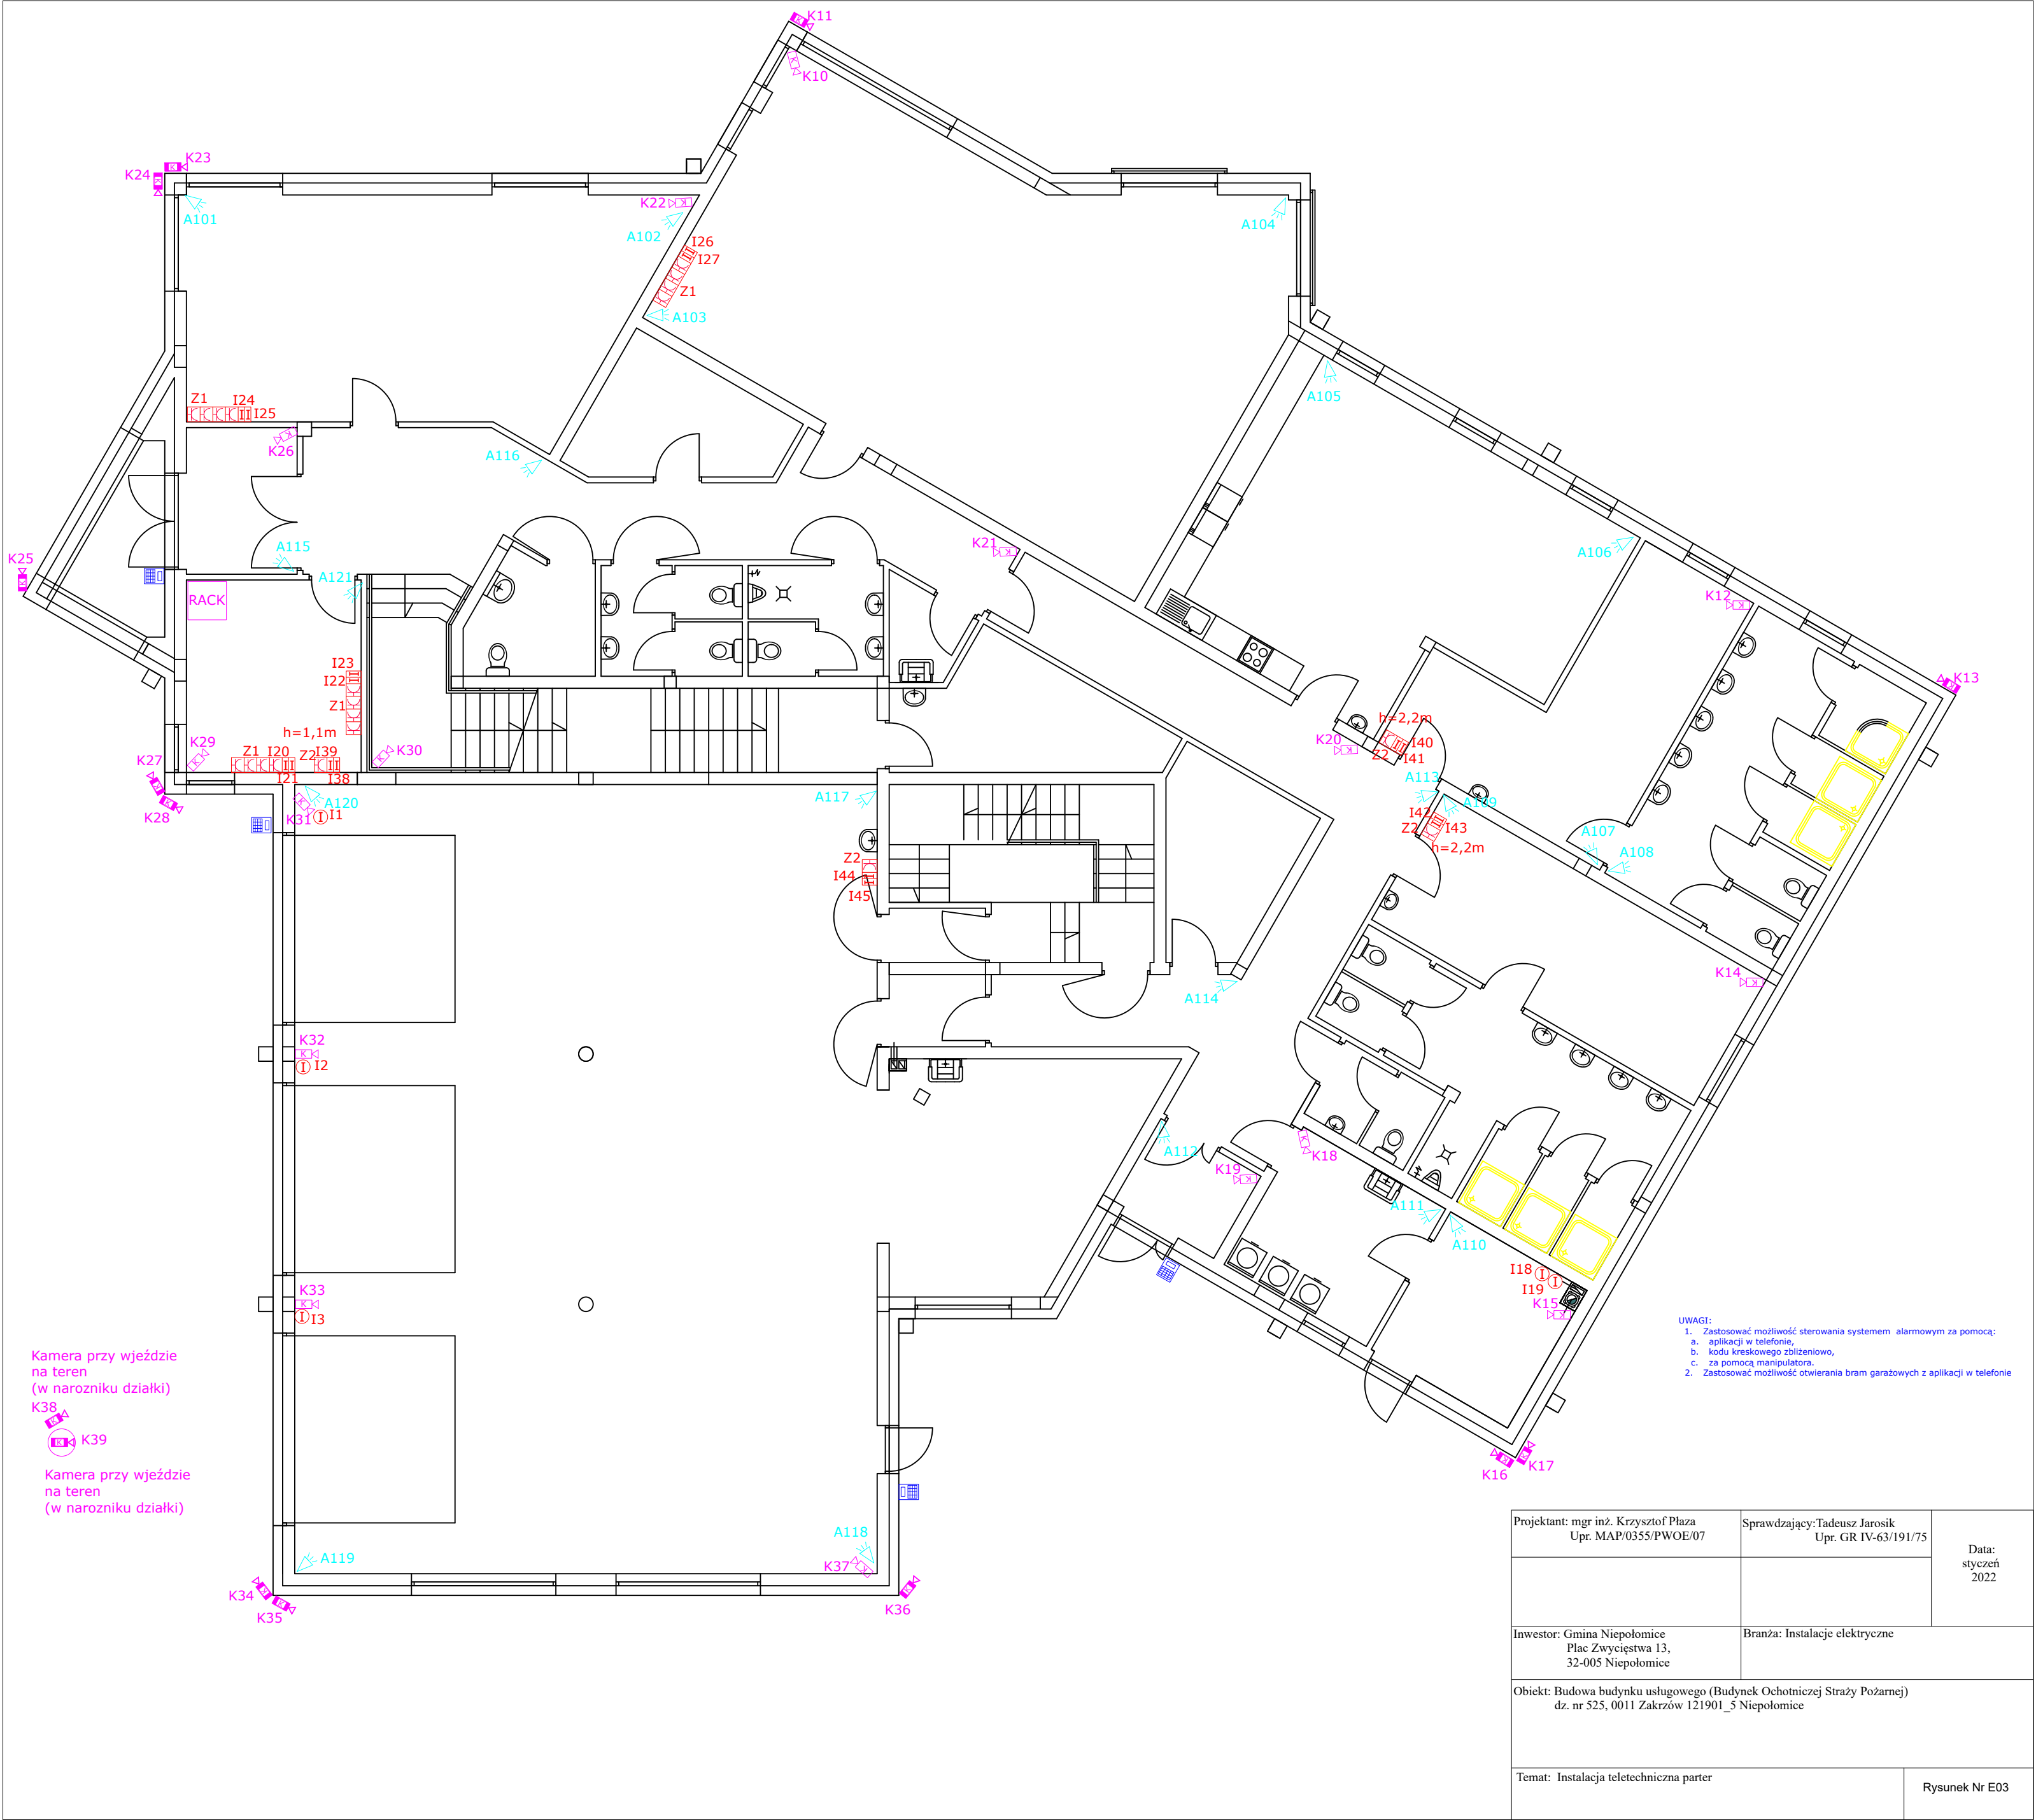 K11
K10
K23
K24
A101
K22
A102
A104
I26
I27
Z1
A103
A105
Z1
I24
I25
K26
A116
K21
A106
K25
A115
A121
RACK
K12
I23
I22
Z1
K13
h=1,1m
K29
K30
Z1
I20
Z2
I39
K27
I21
I38
K28
A120
K31
I1
A117
h=2,2m
K20
I40
Z2
I41
A113
A109
I42
Z2
I43
h=2,2m
A107
A108
Z2
I44
I45
K14
A114
K32
I2
A112
K18
K19
A111
A110
I18
I19
K15
K33
I3
UWAGI:
1. Zastosować możliwość sterowania systemem alarmowym za pomocą:
a. aplikacji w telefonie,
b. kodu kreskowego zbliżeniowo,
c. za pomocą manipulatora.
2. Zastosować możliwość otwierania bram garażowych z aplikacji w telefonie
Kamera przy wjeździe
na teren
(w narozniku działki)
K38
K39
Kamera przy wjeździe
na teren
(w narozniku działki)
K16
K17
A118
A119
K37
K34
K35
K36
Projektant: mgr inż. Krzysztof Płaza
Upr. MAP/0355/PWOE/07
Sprawdzający:Tadeusz Jarosik
Upr. GR IV-63/191/75
Data:
styczeń
2022
Inwestor: Gmina Niepołomice
Plac Zwycięstwa 13,
32-005 Niepołomice
Branża: Instalacje elektryczne
Obiekt: Budowa budynku usługowego (Budynek Ochotniczej Straży Pożarnej)
dz. nr 525, 0011 Zakrzów 121901_5 Niepołomice
Temat: Instalacja teletechniczna parter
Rysunek Nr E03